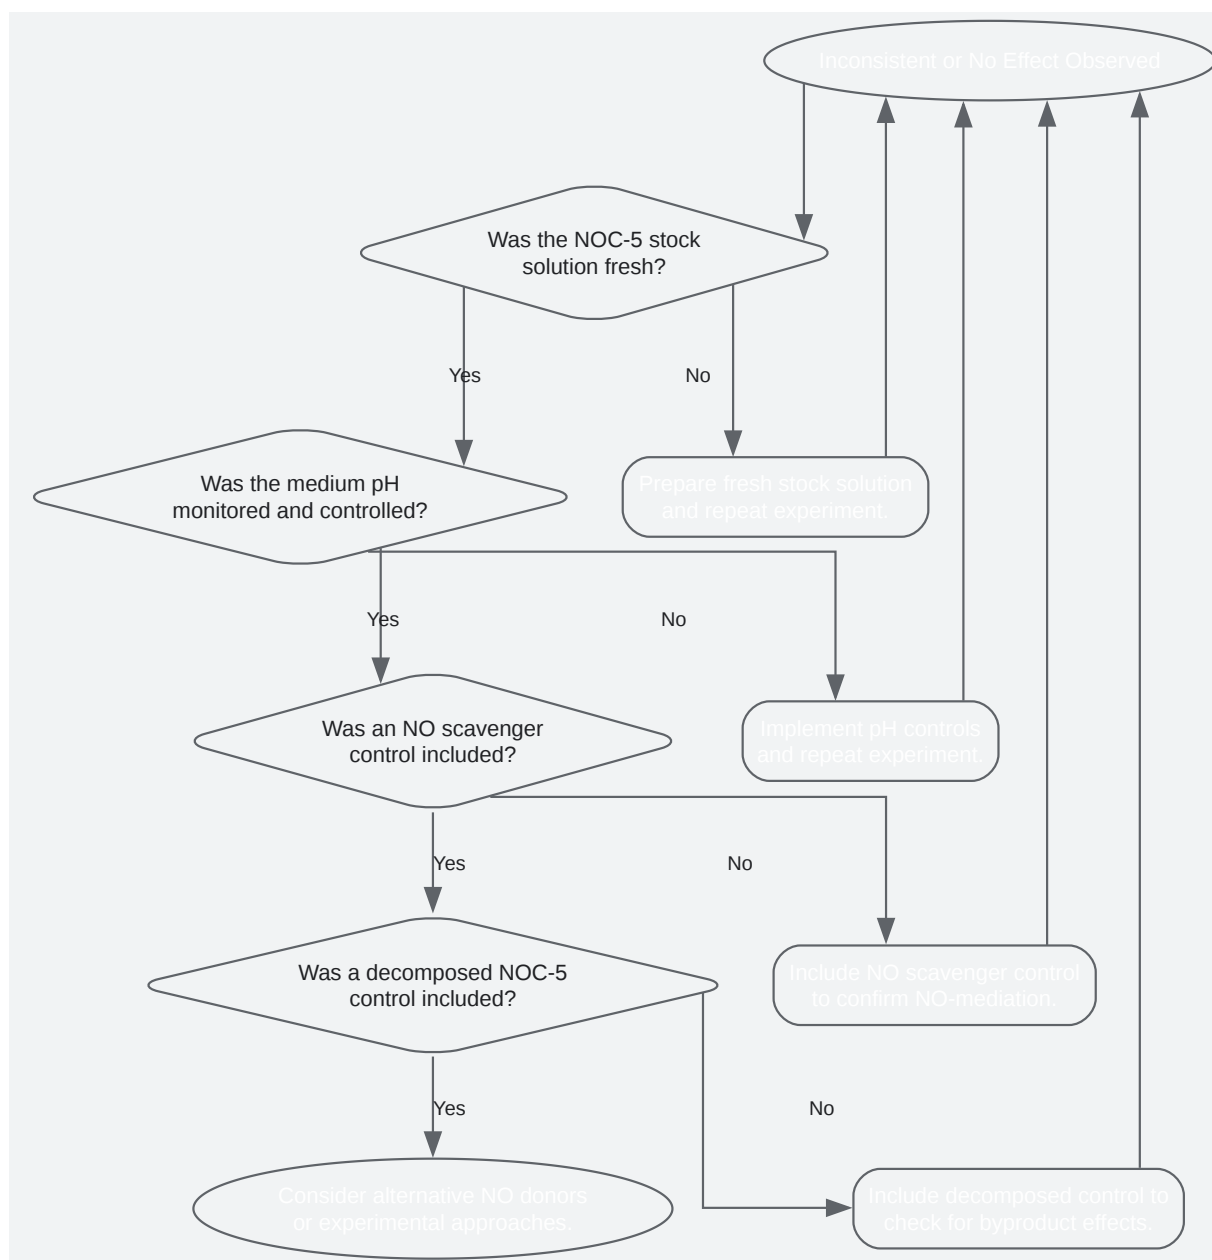 Inconsistent or No Effect Observed
Was the NOC-5 stock
solution fresh?
Yes
No
Was the medium pH
monitored and controlled?
Prepare fresh stock solution
and repeat experiment.
Yes
No
Was an NO scavenger
control included?
Implement pH controls
and repeat experiment.
Yes
No
Was a decomposed NOC-5
control included?
Include NO scavenger control
to confirm NO-mediation.
Yes
No
Consider alternative NO donors
or experimental approaches.
Include decomposed control to
check for byproduct effects.